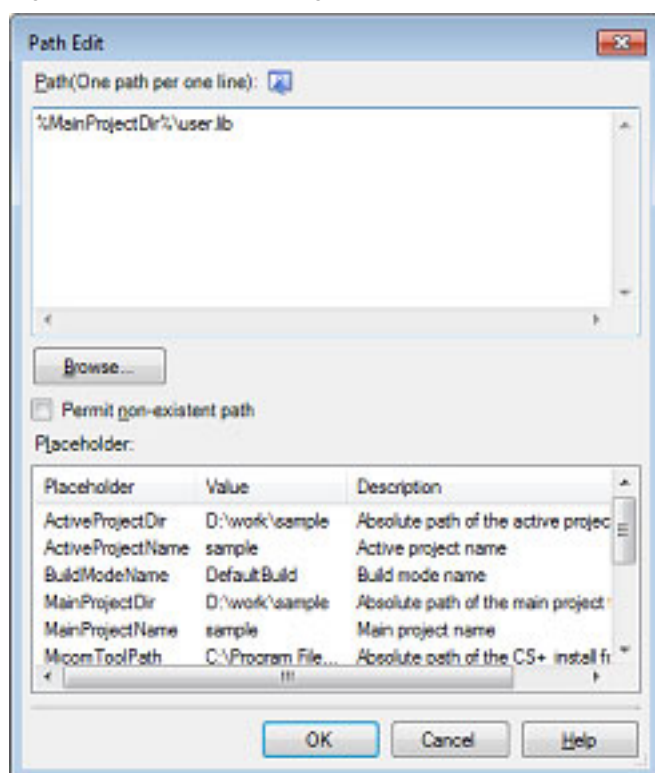 Path Edit
Path(One path per one line):
%MainProjectDir%\user.lib
Browse...
Permit non-existent path
Placeholder:
Placeholder Value Description
ActiveProjectDir D:\work\sample Absolute path of the active projec
ActiveProjectName sample Active project name
BuildModeName DefaultBuild Build mode name
MainProjectDir D:\work\sample Absolute path of the main project
MainProjectName sample Main project name
MicomToolPath C:\Program File... Absolute path of the CS+ install f
OK Cancel Help